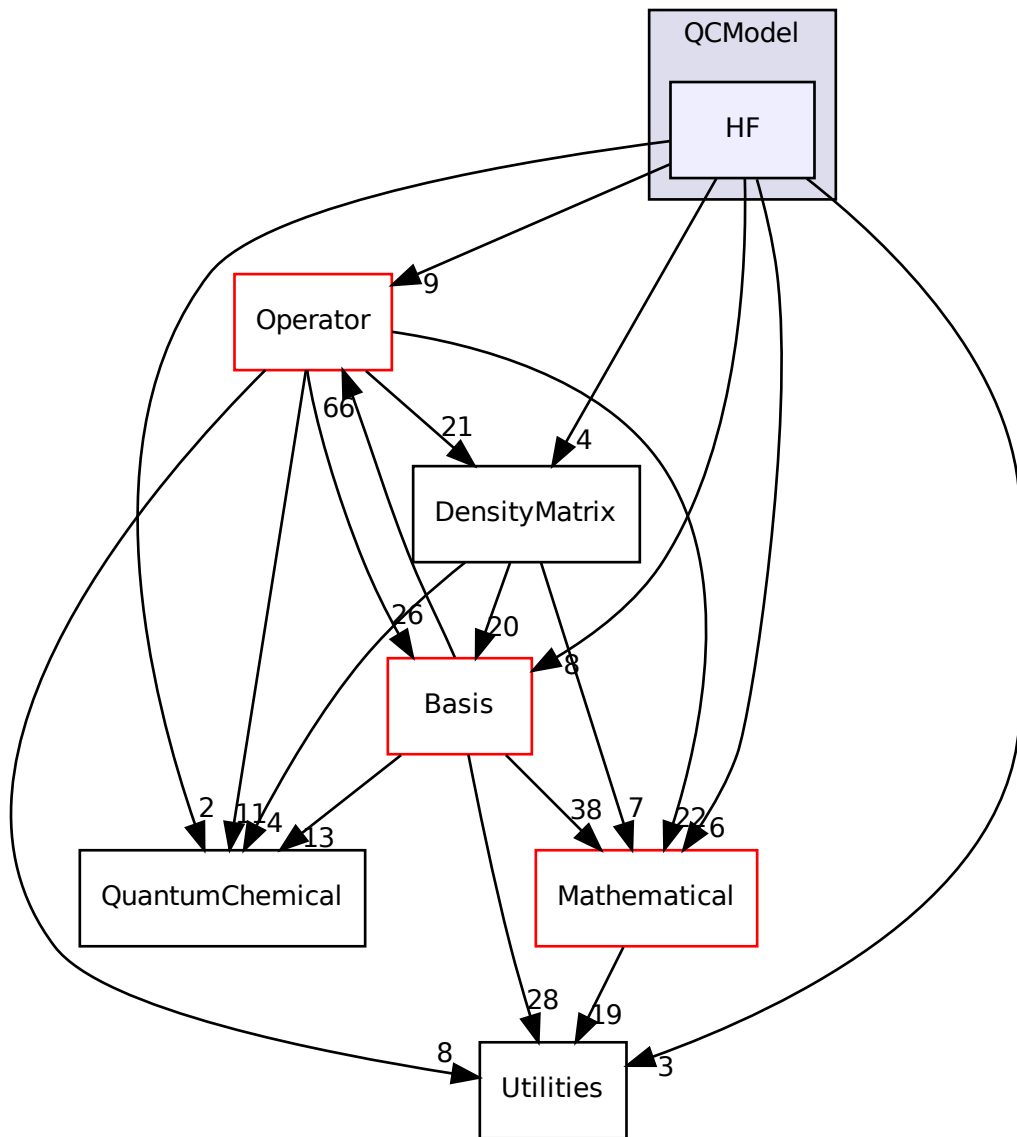 QCModel
HF
9
Operator
66
21
4
DensityMatrix
26
20
8
Basis
2
11
4
13
38
7
22
6
QuantumChemical
Mathematical
28
19
8
3
Utilities